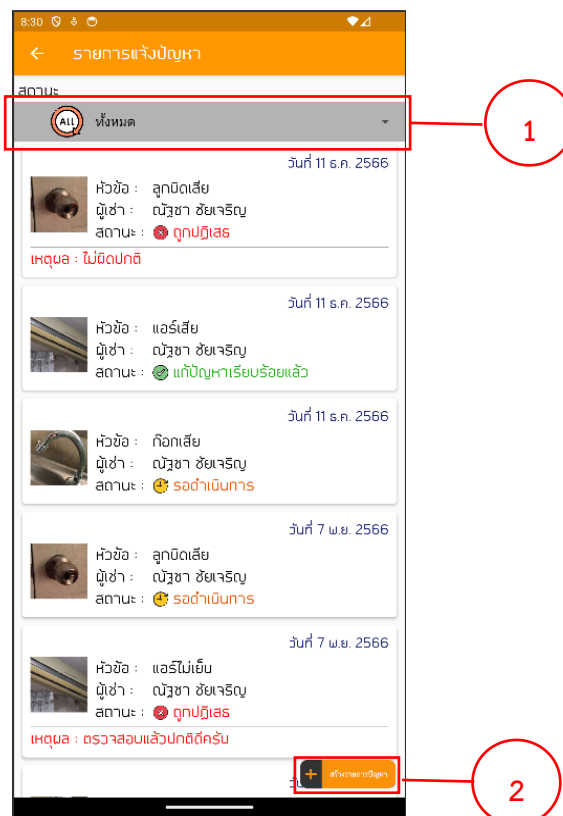 8:30
รายการแจ้งปัญหา
สถานะ
ALL ทั้งหมด
1
วันที่ 11 ธ.ค. 2566
หัวข้อ : ลูกบิดเสีย
ผู้เช่า : ณัฐชา ชัยเจริญ
สถานะ : ถูกปฏิเสธ
เหตุผล : ไม่ผิดปกติ
วันที่ 11 ธ.ค. 2566
หัวข้อ : แอร์เสีย
ผู้เช่า : ณัฐชา ชัยเจริญ
สถานะ : แก้ปัญหาเรียบร้อยแล้ว
วันที่ 11 ธ.ค. 2566
หัวข้อ : ก๊อกเสีย
ผู้เช่า : ณัฐชา ชัยเจริญ
สถานะ : รอดำเนินการ
วันที่ 7 พ.ย. 2566
หัวข้อ : ลูกบิดเสีย
ผู้เช่า : ณัฐชา ชัยเจริญ
สถานะ : รอดำเนินการ
วันที่ 7 พ.ย. 2566
หัวข้อ : แอร์ไม่เย็น
ผู้เช่า : ณัฐชา ชัยเจริญ
สถานะ : ถูกปฏิเสธ
เหตุผล : ตรวจสอบแล้วปกติดีครับ
+ สร้างรายการปัญหา
2